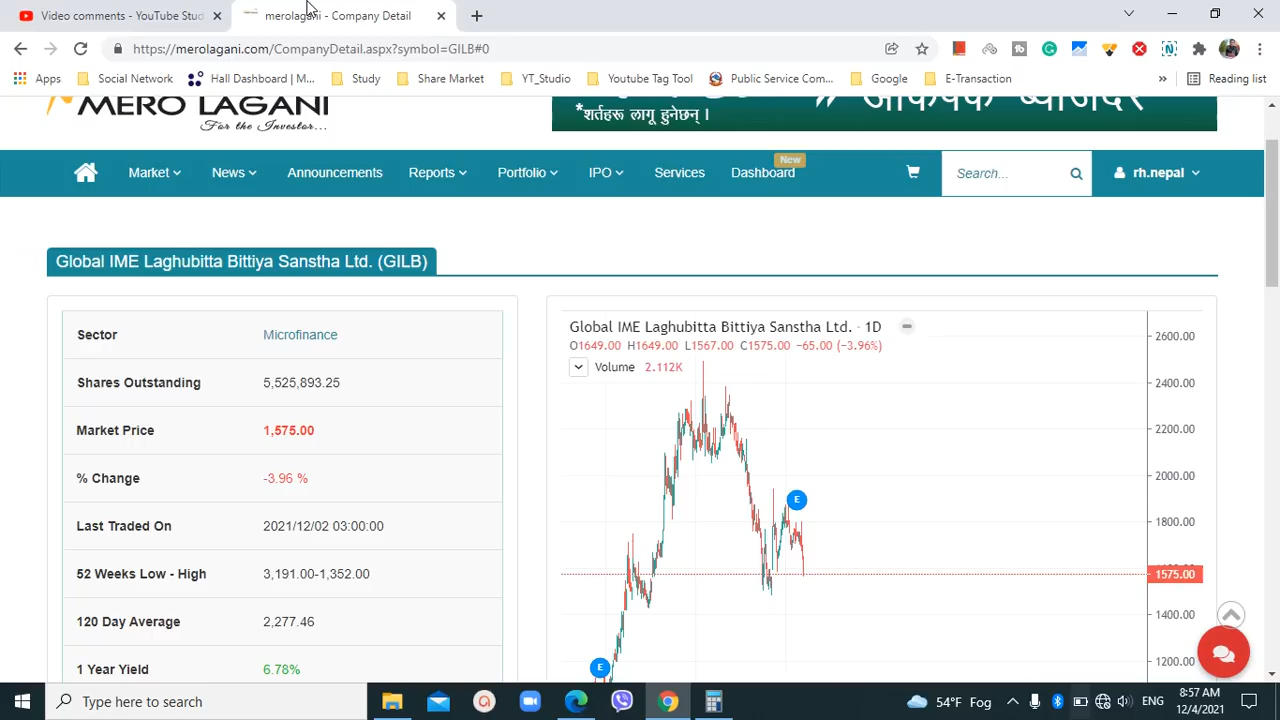 Video comments - YouTube Stud
merolagani - Company Detail
https://merolagani.com/CompanyDetail.aspx?symbol=GILB#0
Apps
Social Network
Hall Dashboard | M...
Study
Share Market
YT_Studio
Youtube Tag Tool
Public Service Com...
Google
E-Transaction
»
Reading list
MERO LAGANI
For the Investor...
*शर्तहरू लागू हुनेछन् ।
Market
News
Announcements
Reports
Portfolio
IPO
Services
Dashboard
New
Search...
rh.nepal
Global IME Laghubitta Bittiya Sanstha Ltd. (GILB)
Sector Microfinance
Shares Outstanding 5,525,893.25
Market Price 1,575.00
% Change -3.96 %
Last Traded On 2021/12/02 03:00:00
52 Weeks Low - High 3,191.00-1,352.00
120 Day Average 2,277.46
1 Year Yield 6.78%
Global IME Laghubitta Bittiya Sanstha Ltd. · 1D
O1649.00 H1649.00 L1567.00 C1575.00 −65.00 (−3.96%)
Volume 2.112K
2600.00
2400.00
2200.00
2000.00
1800.00
1575.00
1400.00
1200.00
E
E
Type here to search
54°F Fog
ENG
8:57 AM
12/4/2021